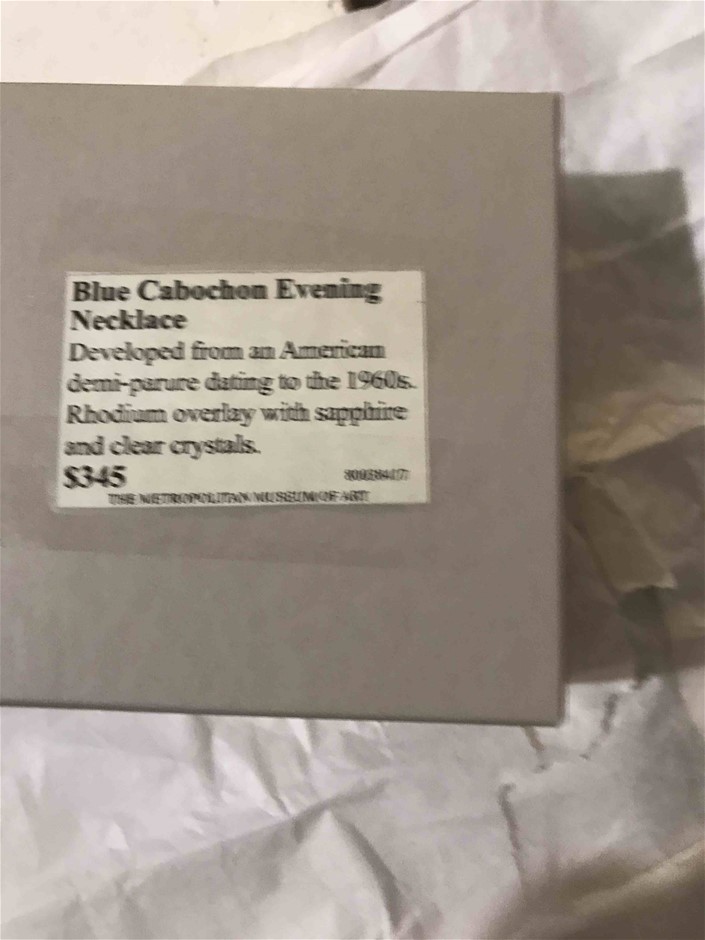 Blue Cabochon Evening
Necklace
Developed from an American
demi-parure dating to the 1960s.
Rhodium overlay with sapphire
and clear crystals.
$345
THE METROPOLITAN MUSEUM OF ART